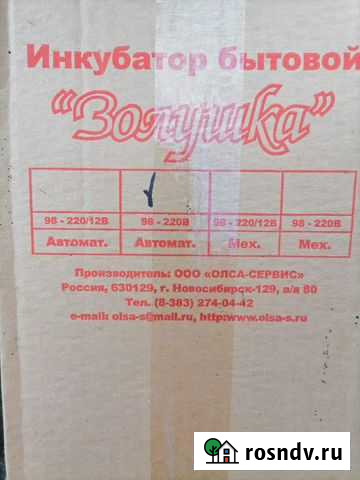 Инкубатор бытовой
"Золушка"
98 - 220/12В 98 - 220В 98 - 220/12В 98 - 220В
Автомат. Автомат. Мех. Мех.
Производитель: ООО «ОЛСА-СЕРВИС»
Россия, 630129, г. Новосибирск-129, а/я 80
Тел. (8-383) 274-04-42
e-mail: olsa-s@mail.ru, http:www.olsa-s.ru
rosndv.ru